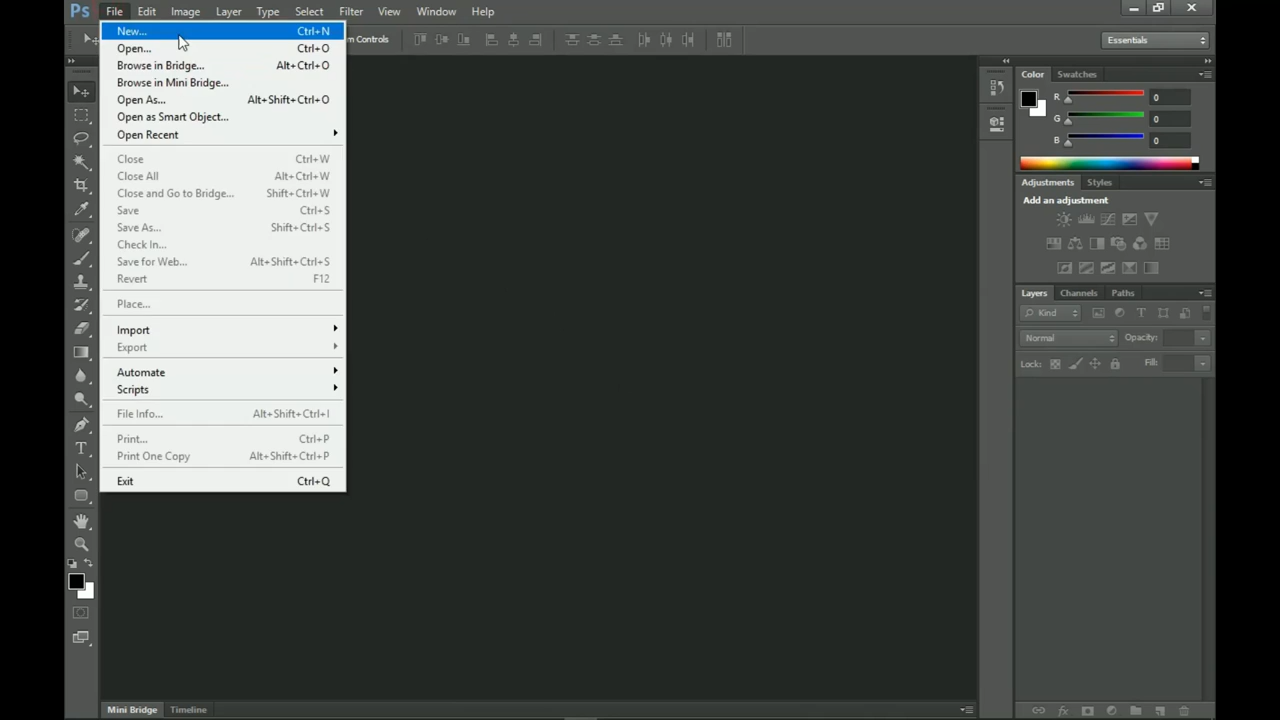 Ps File Edit Image Layer Type Select Filter View Window Help
m Controls
Essentials
New... Ctrl+N
Open... Ctrl+O
Browse in Bridge... Alt+Ctrl+O
Browse in Mini Bridge...
Open As... Alt+Shift+Ctrl+O
Open as Smart Object...
Open Recent
Close Ctrl+W
Close All Alt+Ctrl+W
Close and Go to Bridge... Shift+Ctrl+W
Save Ctrl+S
Save As... Shift+Ctrl+S
Check In...
Save for Web... Alt+Shift+Ctrl+S
Revert F12
Place...
Import
Export
Automate
Scripts
File Info... Alt+Shift+Ctrl+I
Print... Ctrl+P
Print One Copy Alt+Shift+Ctrl+P
Exit Ctrl+Q
Color Swatches
R 0
G 0
B 0
Adjustments Styles
Add an adjustment
Layers Channels Paths
Kind
Normal Opacity:
Lock: Fill:
Mini Bridge Timeline